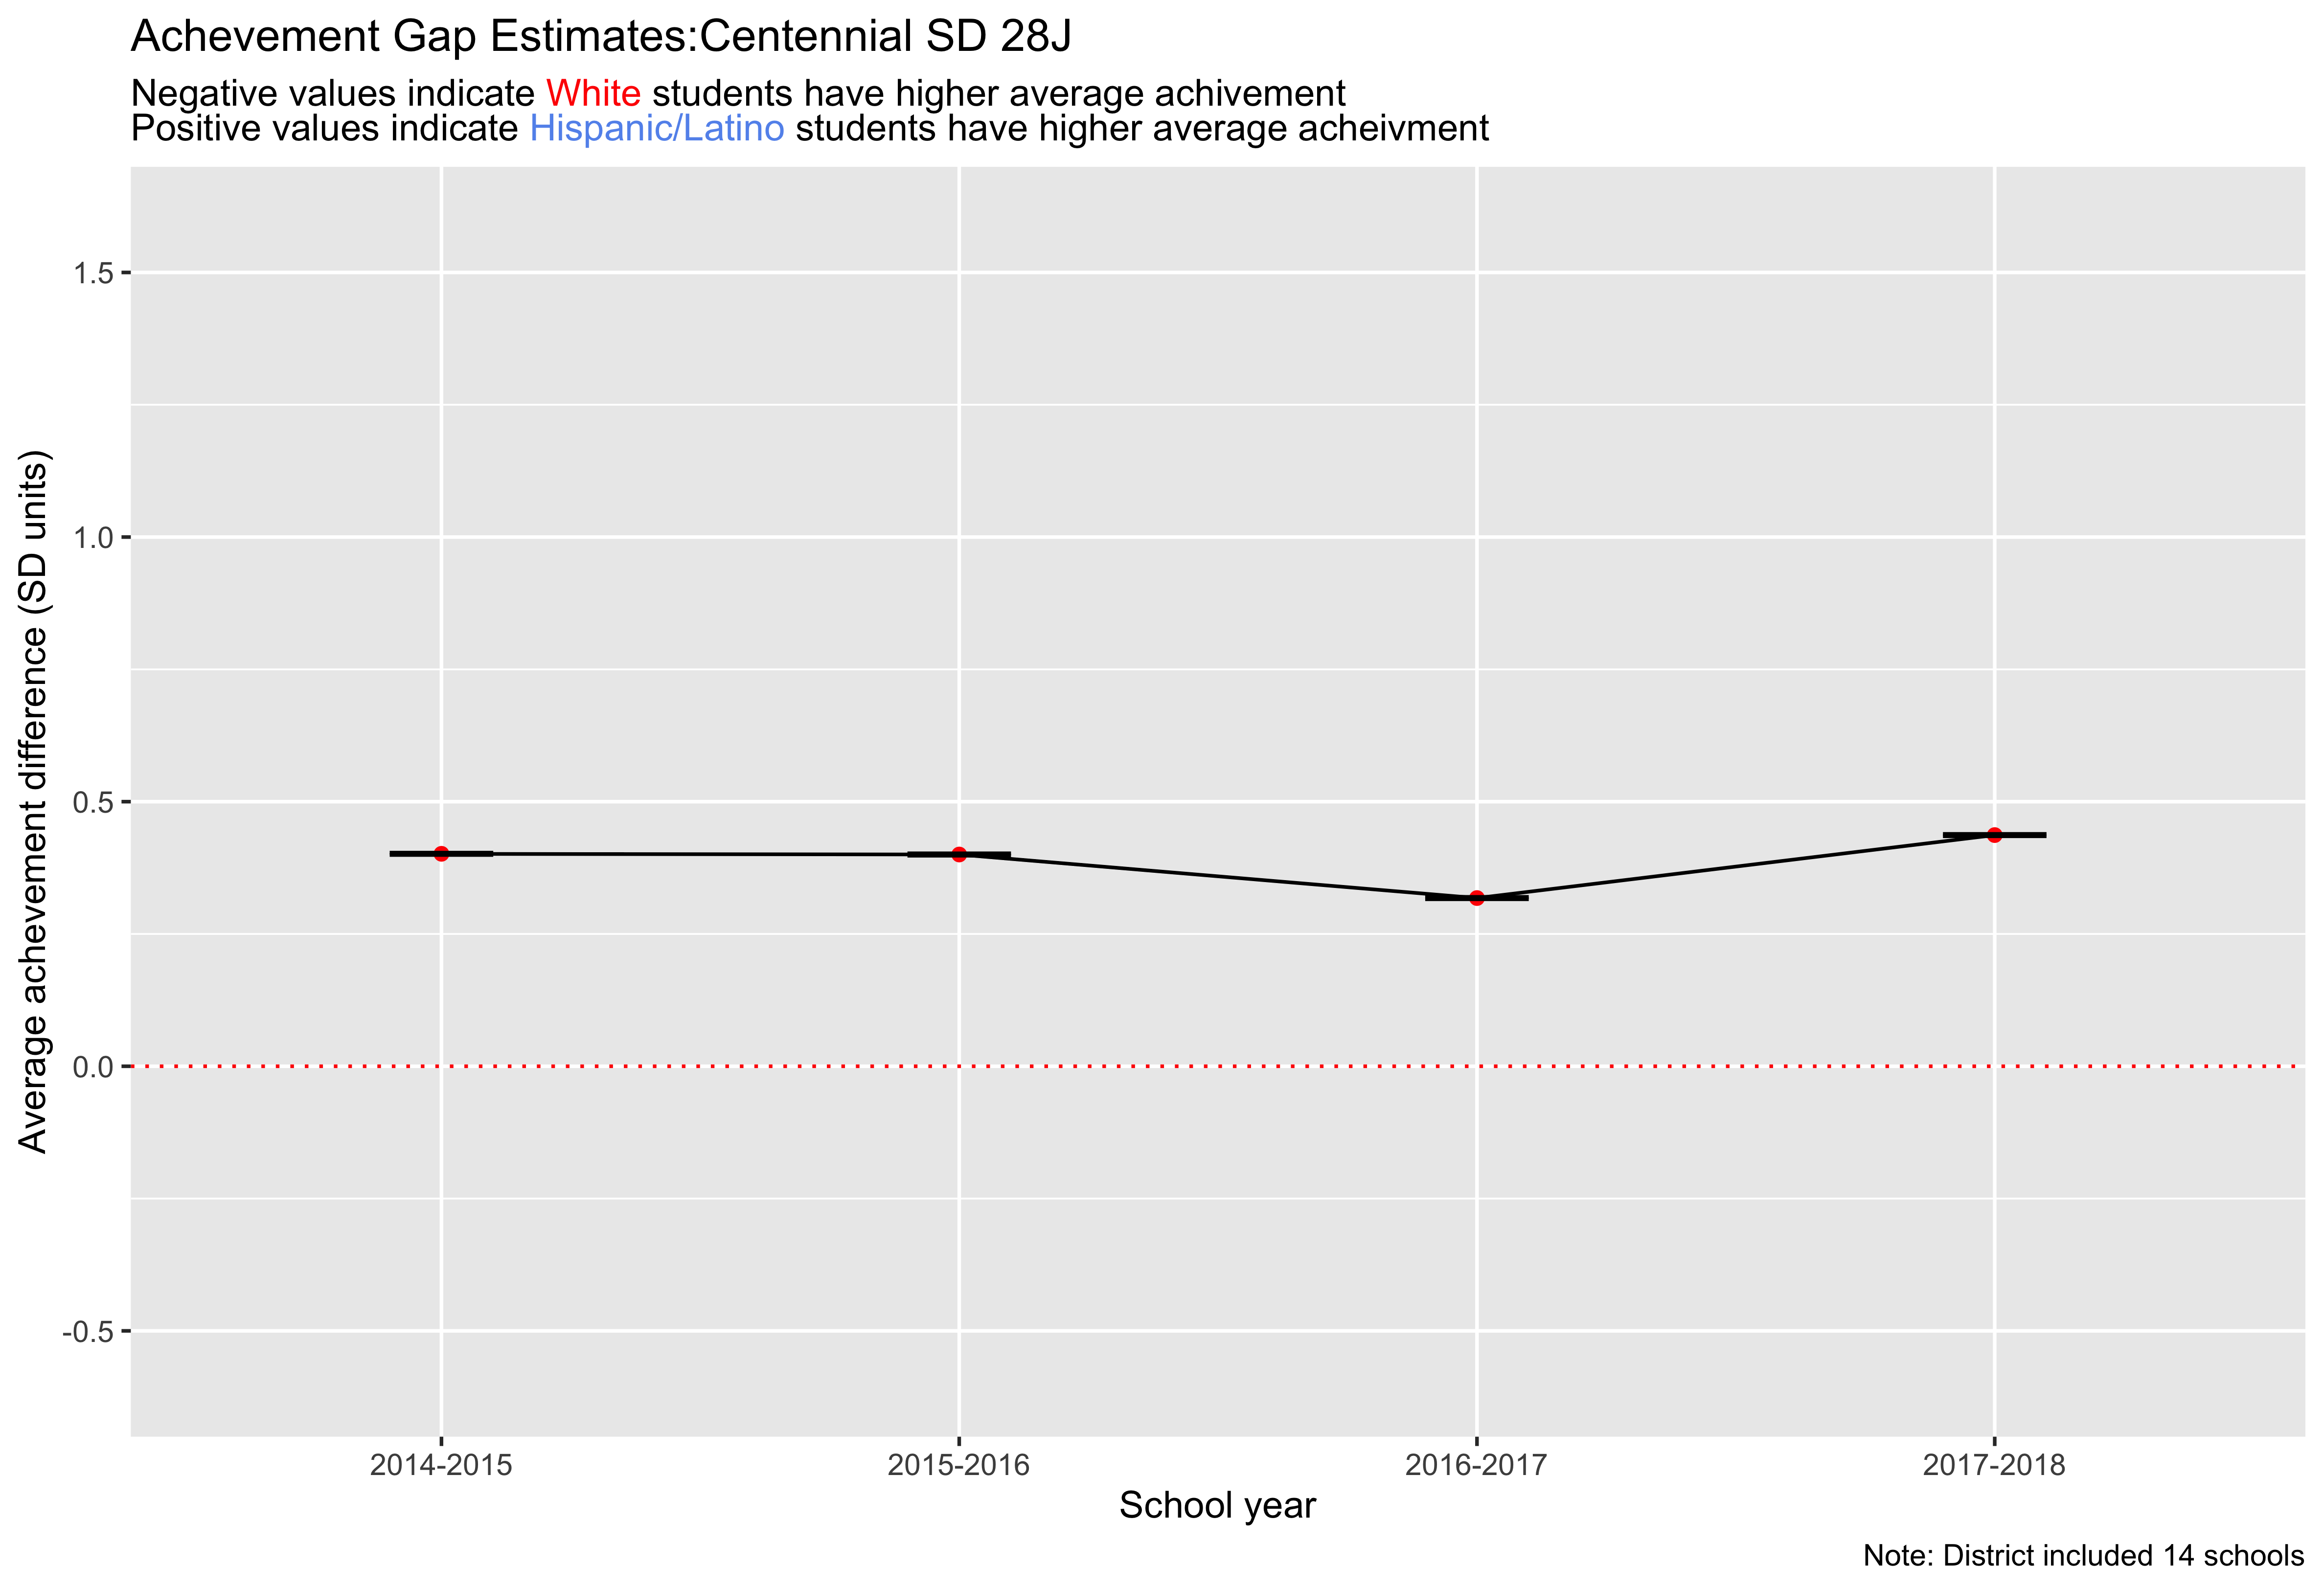 Achevement Gap Estimates:Centennial SD 28J
Negative values indicate White students have higher average achivement
Positive values indicate Hispanic/Latino students have higher average acheivment
Average achevement difference (SD units)
1.5
1.0
0.5
0.0
-0.5
2014-2015
2015-2016
2016-2017
2017-2018
School year
Note: District included 14 schools